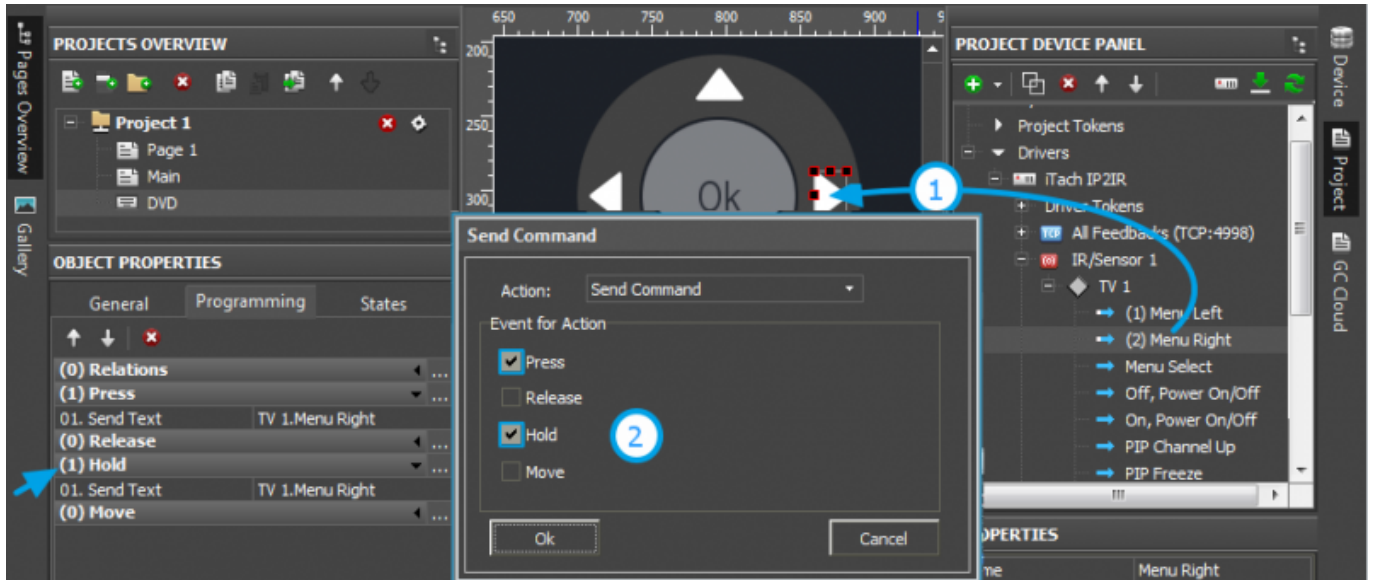 Pages Overview
Gallery
PROJECTS OVERVIEW
Project 1
Page 1
Main
DVD
OBJECT PROPERTIES
General Programming States
(0) Relations ...
(1) Press ...
01. Send Text TV 1.Menu Right
(0) Release ...
(1) Hold ...
01. Send Text TV 1.Menu Right
(0) Move ...
650 700 750 800 850 900 9
200
250
300
Ok
1
Send Command
Action: Send Command
Event for Action
Press
Release
Hold
2
Move
Ok Cancel
PROJECT DEVICE PANEL
Project Tokens
Drivers
iTach IP2IR
Driver Tokens
TCP All Feedbacks (TCP:4998)
IR/Sensor 1
TV 1
(1) Menu Left
(2) Menu Right
Menu Select
Off, Power On/Off
On, Power On/Off
PIP Channel Up
PIP Freeze
OPERTIES
me Menu Right
Device
Project
GC Cloud